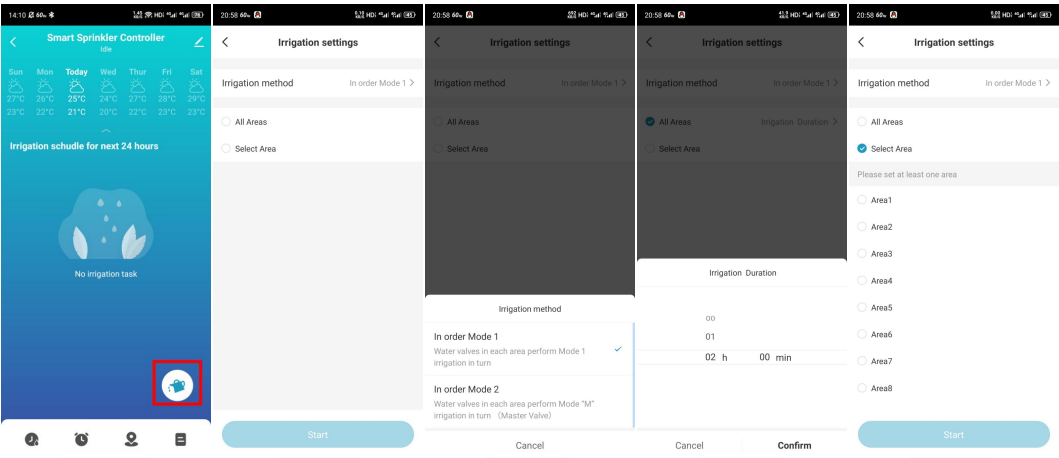 14:10
Smart Sprinkler Controller
Idle
Sun Mon Today Wed Thur Fri Sat
27°C 26°C 25°C 24°C 27°C 28°C 29°C
23°C 22°C 21°C 20°C 22°C 23°C 23°C
Irrigation schudle for next 24 hours
No irrigation task
20:58
Irrigation settings
Irrigation method In order Mode 1 >
All Areas
Select Area
Start
20:58
Irrigation settings
Irrigation method In order Mode 1 >
All Areas
Select Area
Irrigation method
In order Mode 1
Water valves in each area perform Mode 1
irrigation in turn
In order Mode 2
Water valves in each area perform Mode "M"
irrigation in turn （Master Valve）
Cancel
20:58
Irrigation settings
Irrigation method In order Mode 1 >
All Areas Irrigation Duration >
Select Area
Irrigation Duration
00
01
02 h 00 min
Cancel Confirm
20:58
Irrigation settings
Irrigation method In order Mode 1 >
All Areas
Select Area
Please set at least one area
Area1
Area2
Area3
Area4
Area5
Area6
Area7
Area8
Start